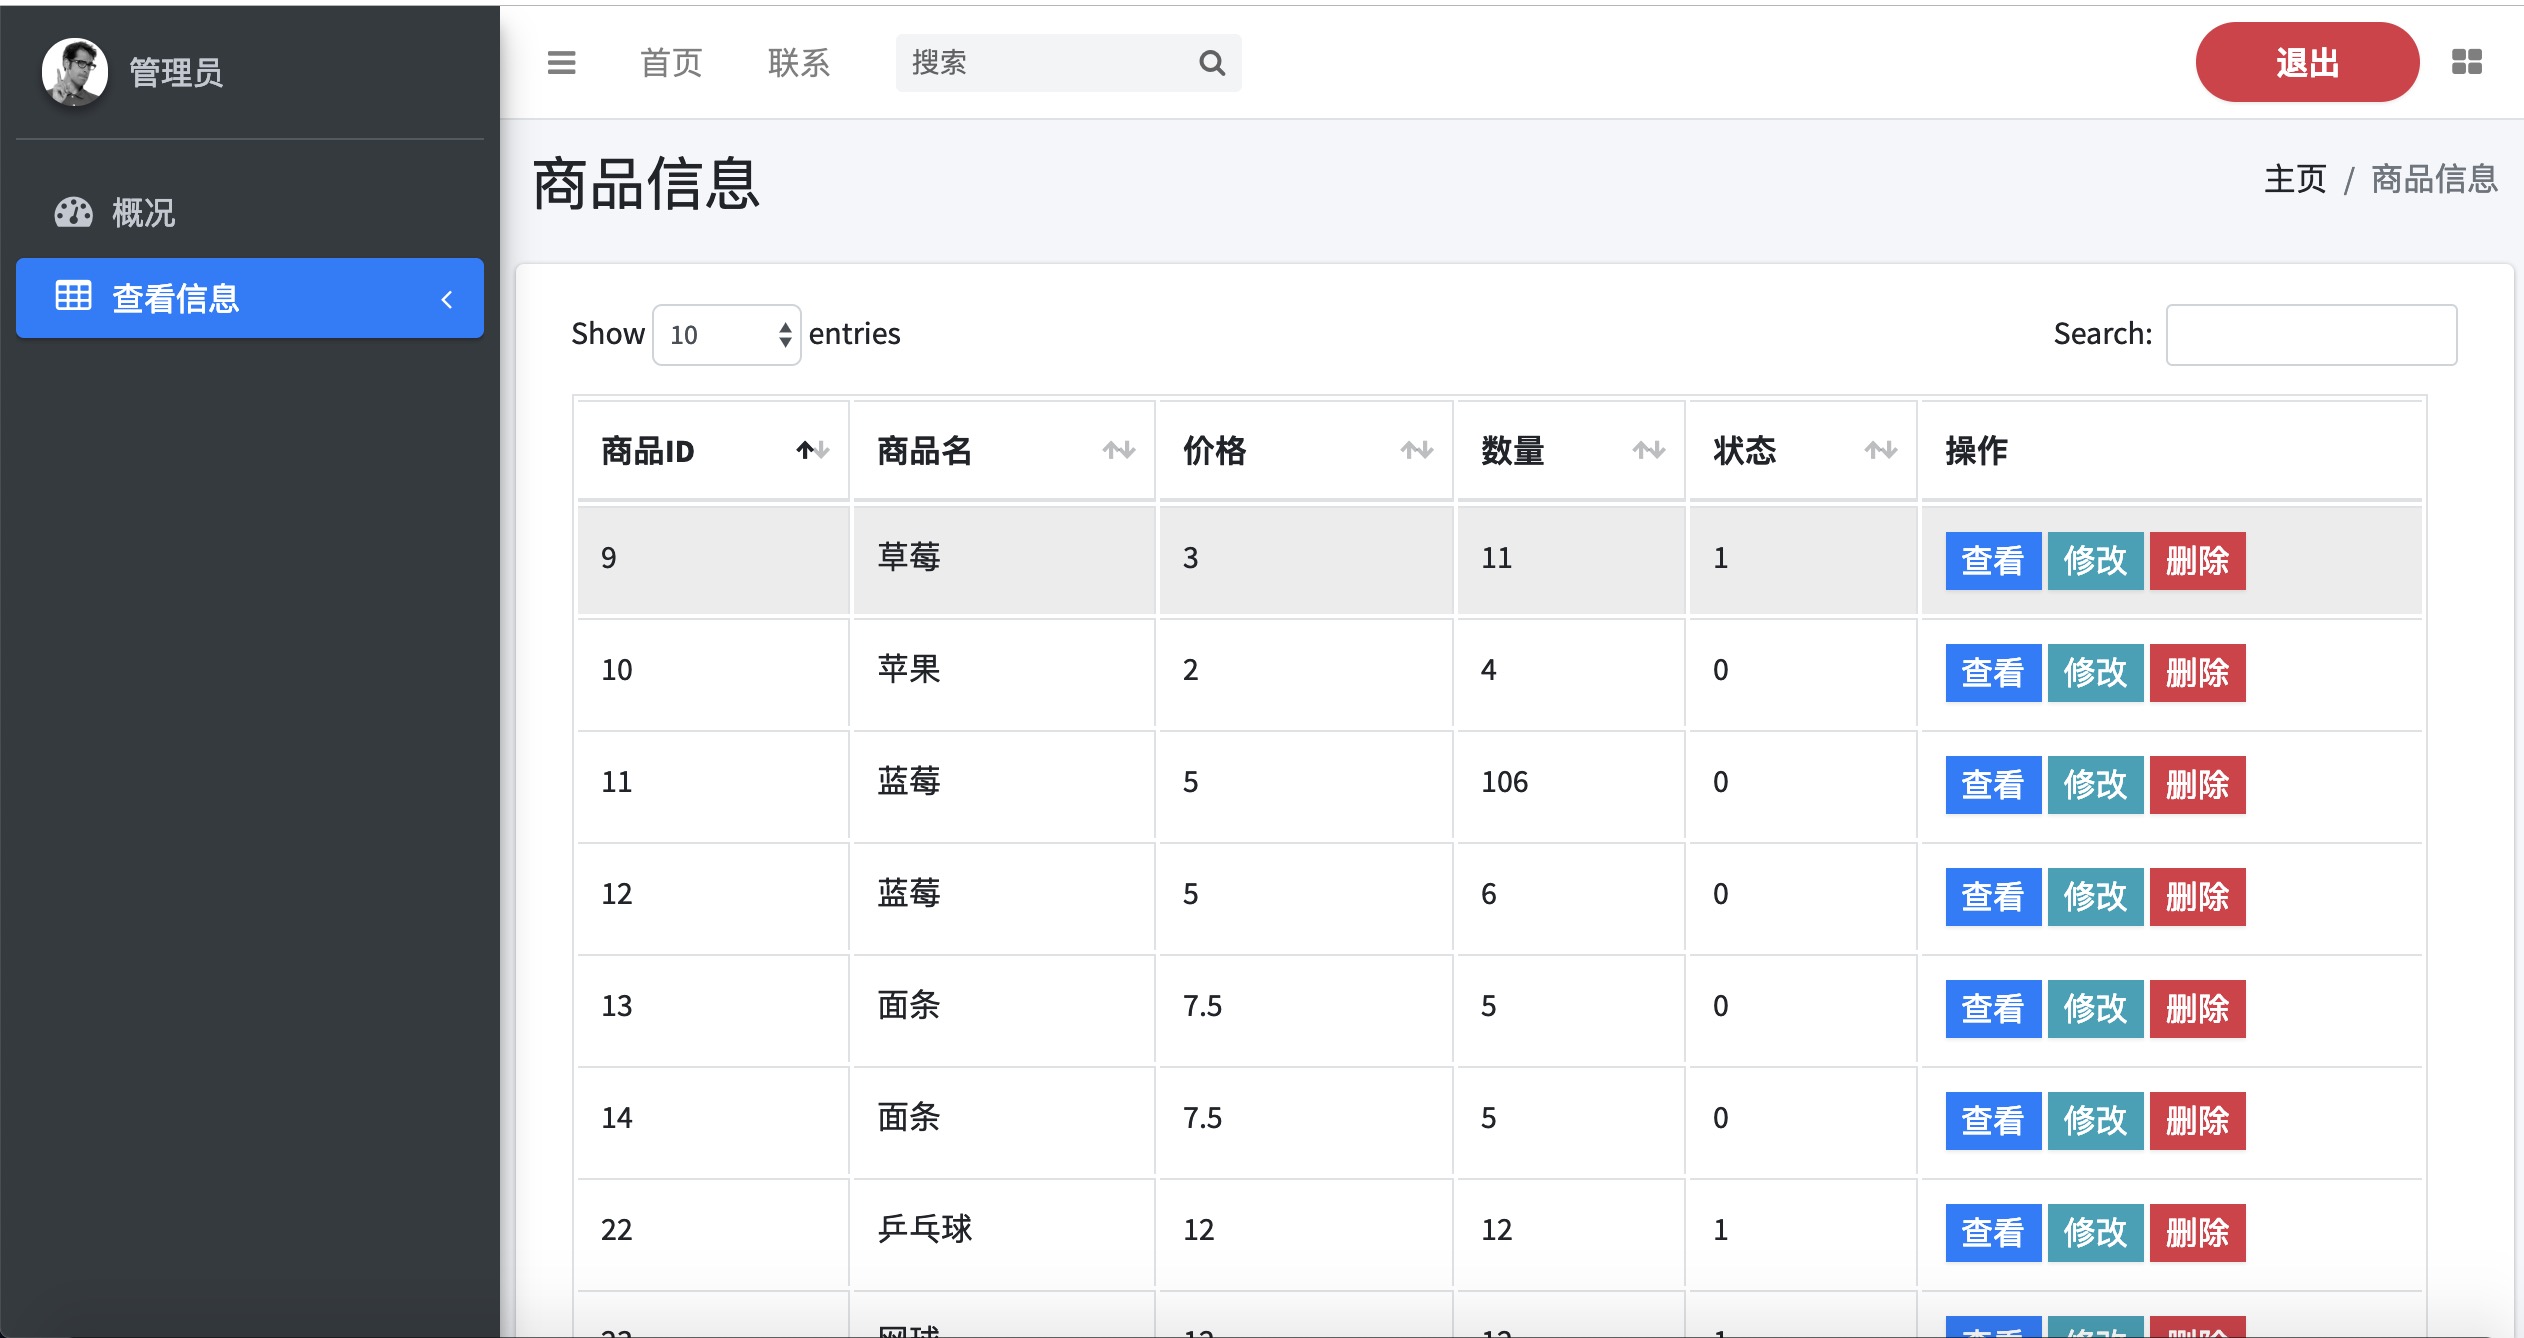 管理员
概况
查看信息
首页 联系 搜索 退出
商品信息
主页 / 商品信息
Show 10 entries Search:
商品ID 商品名 价格 数量 状态 操作
9 草莓 3 11 1 查看 修改 删除
10 苹果 2 4 0 查看 修改 删除
11 蓝莓 5 106 0 查看 修改 删除
12 蓝莓 5 6 0 查看 修改 删除
13 面条 7.5 5 0 查看 修改 删除
14 面条 7.5 5 0 查看 修改 删除
22 乒乓球 12 12 1 查看 修改 删除